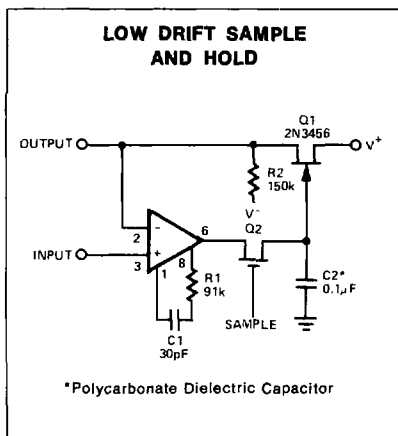 LOW DRIFT SAMPLE
AND HOLD
Q1
2N3456
OUTPUT
V+
R2
150k
V-
Q2
6
2
-
INPUT
+
3
8
1
R1
91k
C2*
0.1µF
C1
30pF
SAMPLE
*Polycarbonate Dielectric Capacitor